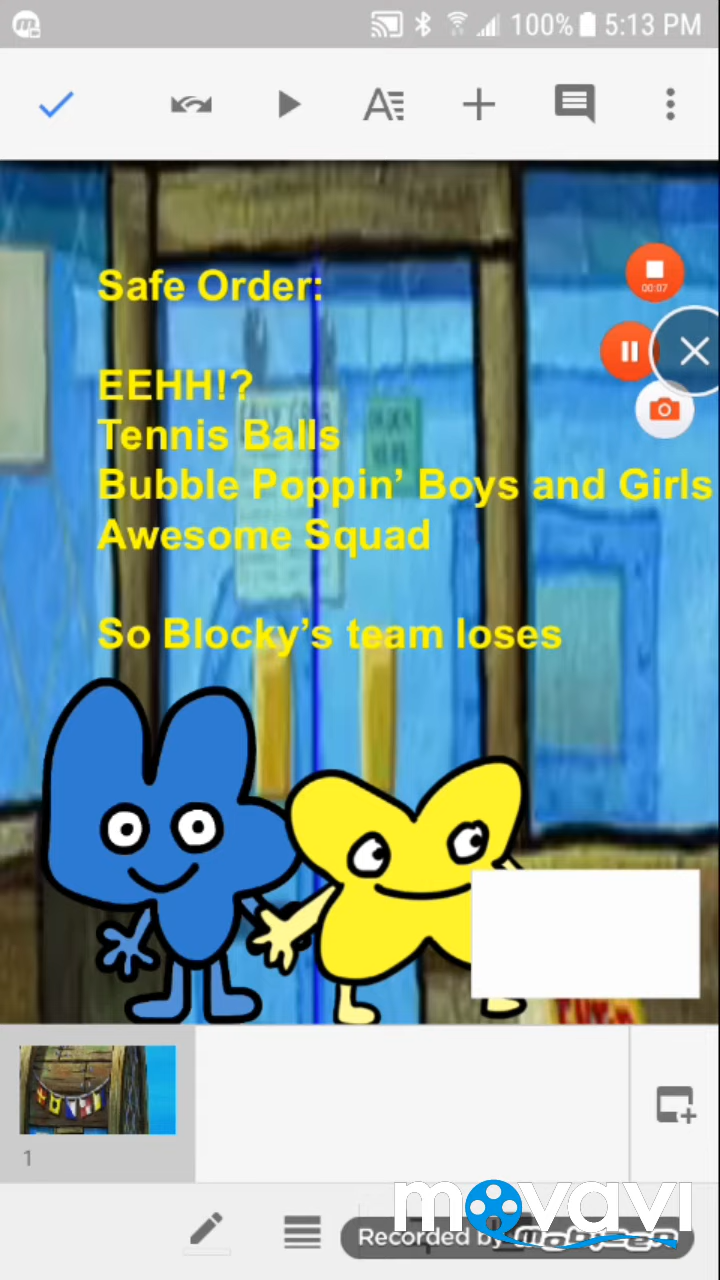 100% 5:13 PM
00:07
Safe Order:
EEHH!?
Tennis Balls
Bubble Poppin’ Boys and Girls
Awesome Squad
So Blocky’s team loses
1
movavi
Recorded by Mobizen